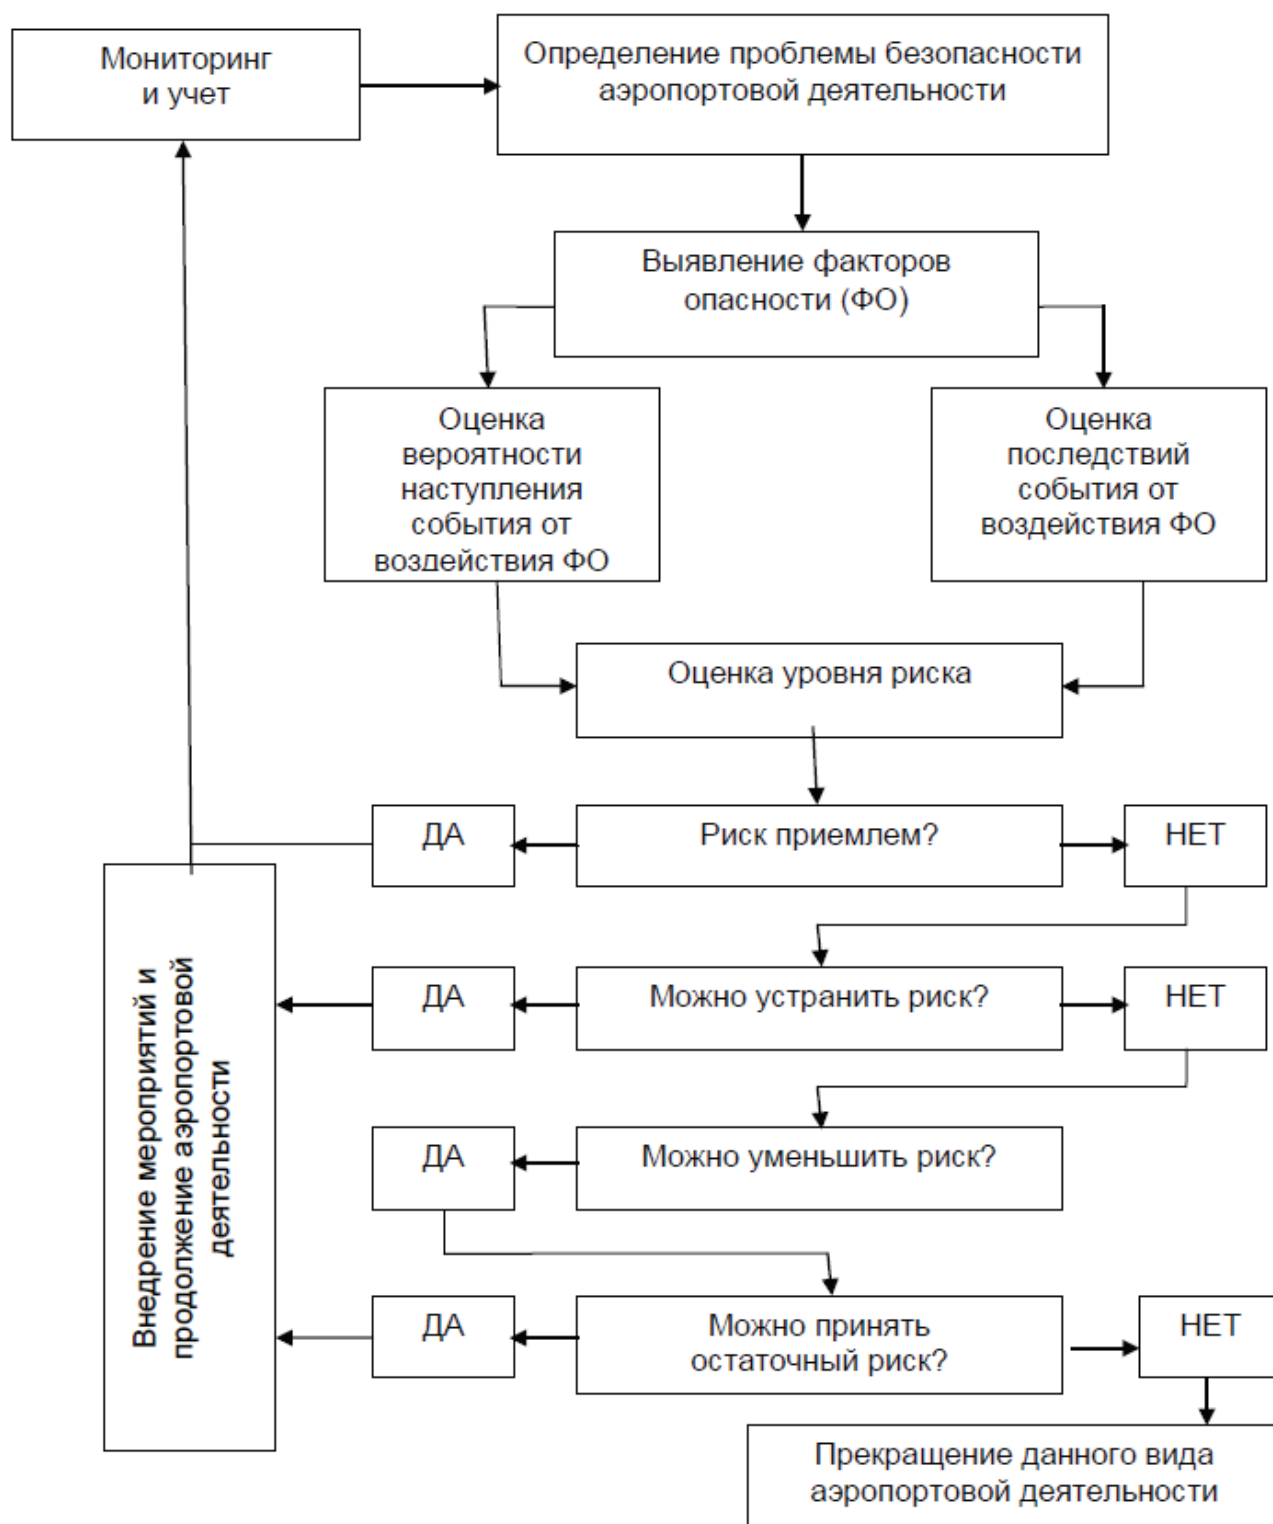 Мониторинг
и учет
Определение проблемы безопасности
аэропортовой деятельности
Выявление факторов
опасности (ФО)
Оценка
вероятности
наступления
события от
воздействия ФО
Оценка
последствий
события от
воздействия ФО
Оценка уровня риска
ДА
Риск приемлем?
НЕТ
Внедрение мероприятий и
продолжение аэропортовой
деятельности
ДА
Можно устранить риск?
НЕТ
ДА
Можно уменьшить риск?
ДА
Можно принять
остаточный риск?
НЕТ
Прекращение данного вида
аэропортовой деятельности